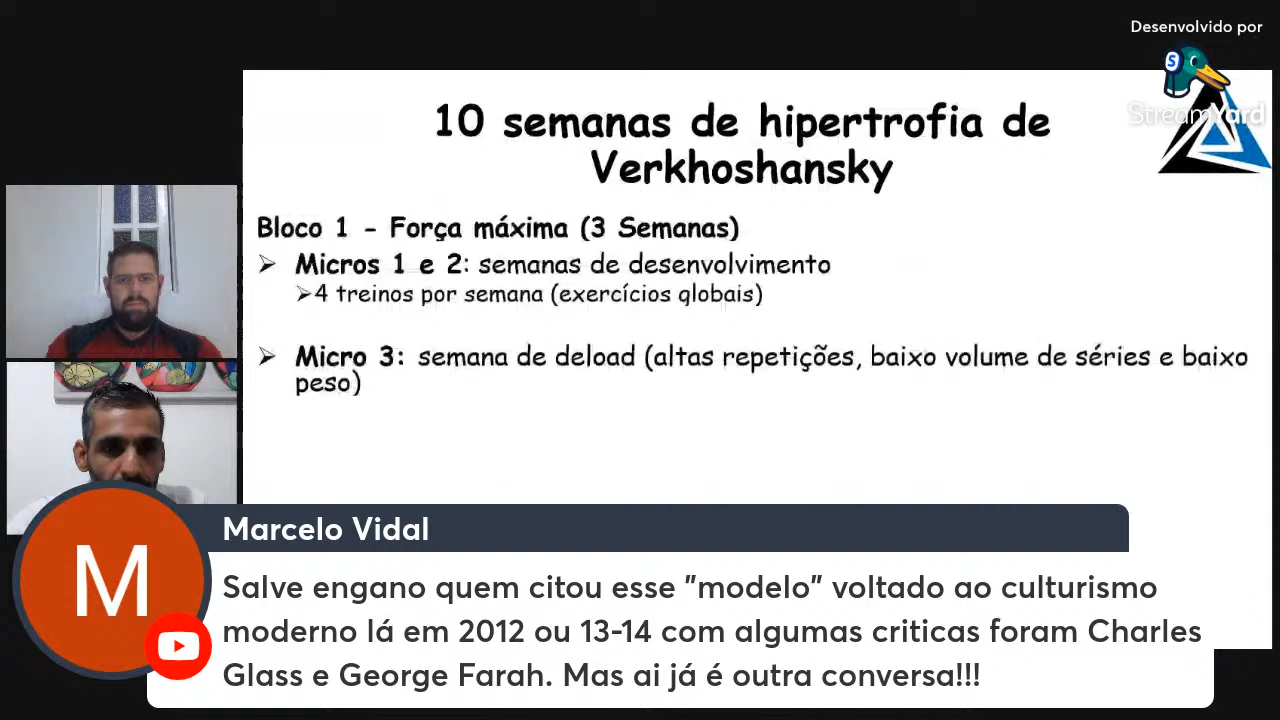 Desenvolvido por
S
StreamYard
10 semanas de hipertrofia de
Verkhoshansky
Bloco 1 - Força máxima (3 Semanas)
➢ Micros 1 e 2: semanas de desenvolvimento
➢4 treinos por semana (exercícios globais)
➢ Micro 3: semana de deload (altas repetições, baixo volume de séries e baixo
peso)
M
Marcelo Vidal
Salve engano quem citou esse "modelo" voltado ao culturismo
moderno lá em 2012 ou 13-14 com algumas criticas foram Charles
Glass e George Farah. Mas ai já é outra conversa!!!